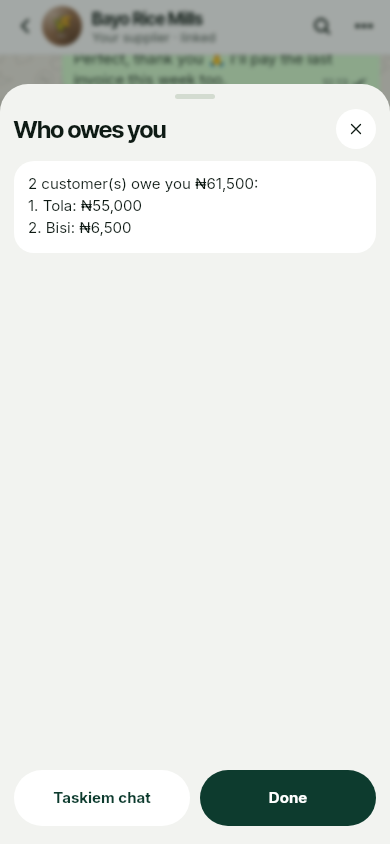 Bayo Rice Mills
Your supplier · linked
Perfect, thank you 🙏 I'll pay the last
invoice this week too.
Who owes you
2 customer(s) owe you ₦61,500:
1. Tola: ₦55,000
2. Bisi: ₦6,500
Taskiem chat
Done